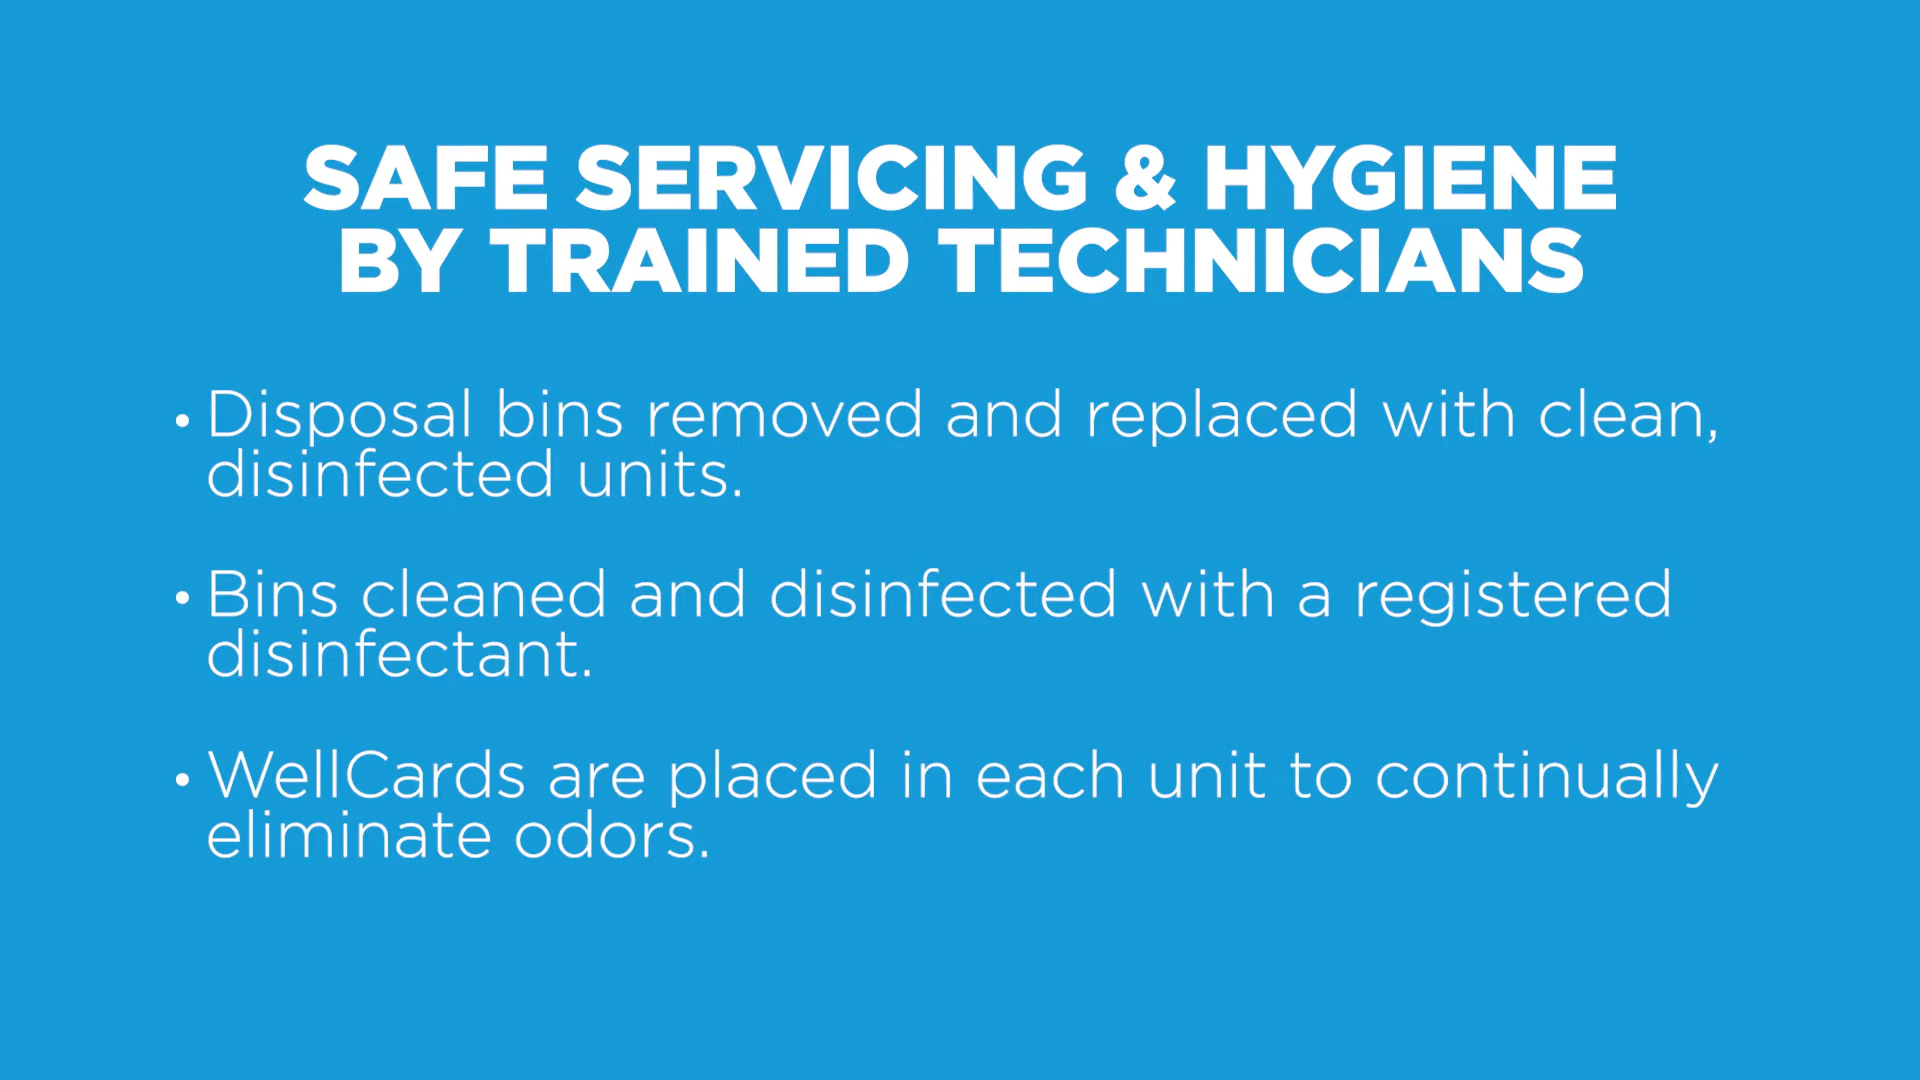 SAFE SERVICING & HYGIENE
BY TRAINED TECHNICIANS
• Disposal bins removed and replaced with clean,
disinfected units.
• Bins cleaned and disinfected with a registered
disinfectant.
• WellCards are placed in each unit to continually
eliminate odors.